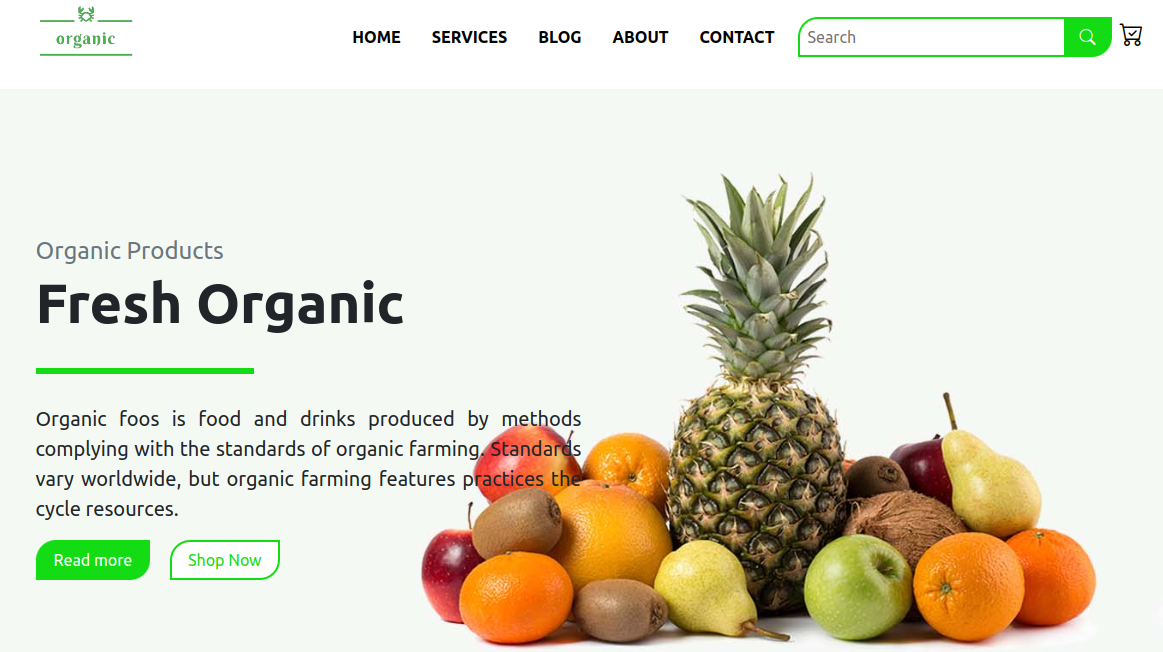 organic
HOME SERVICES BLOG ABOUT CONTACT Search
Organic Products
Fresh Organic
Organic foos is food and drinks produced by methods
complying with the standards of organic farming. Standards
vary worldwide, but organic farming features practices the
cycle resources.
Read more Shop Now